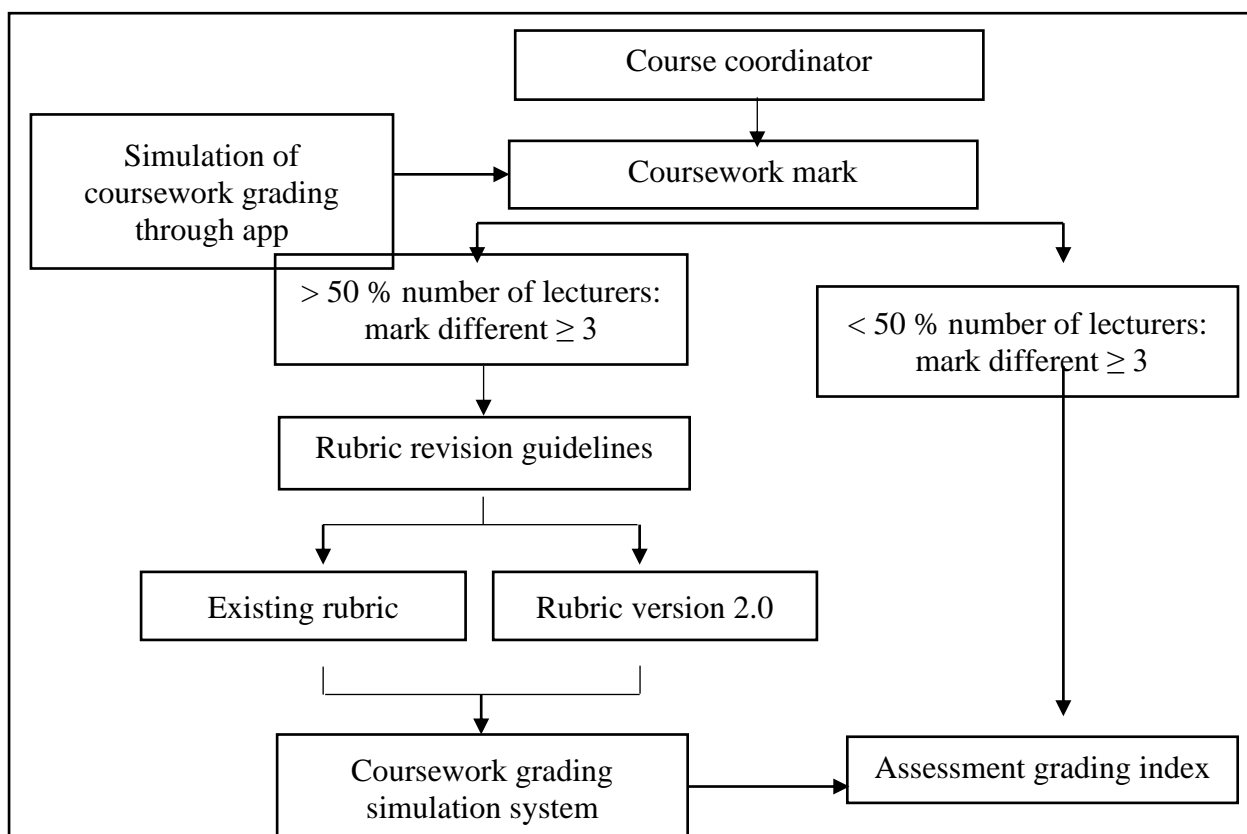 Course coordinator
Simulation of
coursework grading
through app
Coursework mark
> 50 % number of lecturers:
mark different ≥ 3
< 50 % number of lecturers:
mark different ≥ 3
Rubric revision guidelines
Existing rubric
Rubric version 2.0
Coursework grading
simulation system
Assessment grading index